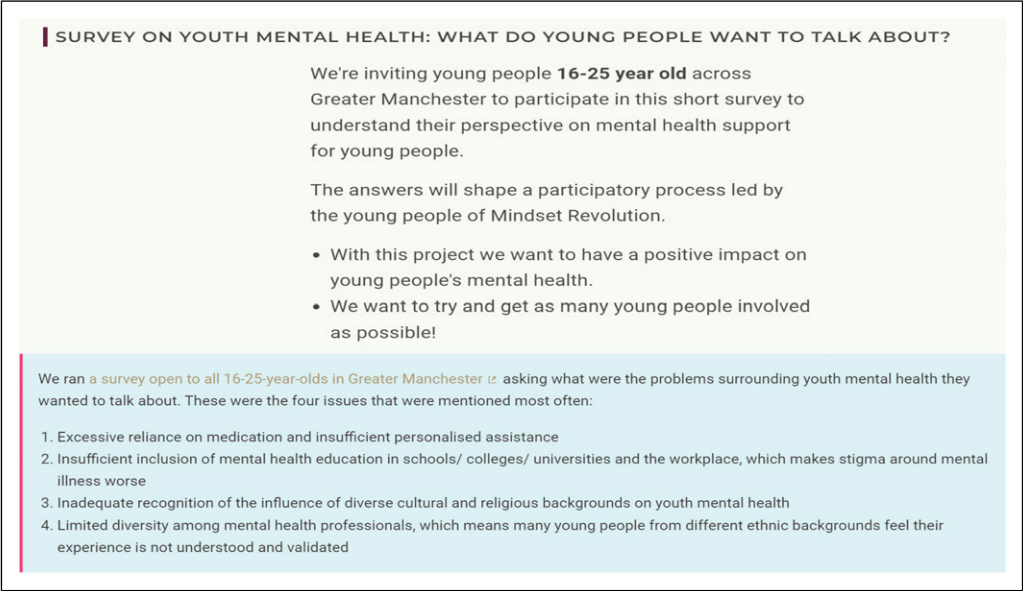 SURVEY ON YOUTH MENTAL HEALTH: WHAT DO YOUNG PEOPLE WANT TO TALK ABOUT?
We're inviting young people 16-25 year old across
Greater Manchester to participate in this short survey to
understand their perspective on mental health support
for young people.
The answers will shape a participatory process led by
the young people of Mindset Revolution.
• With this project we want to have a positive impact on
young people's mental health.
• We want to try and get as many young people involved
as possible!
We ran a survey open to all 16-25-year-olds in Greater Manchester asking what were the problems surrounding youth mental health they
wanted to talk about. These were the four issues that were mentioned most often:
1. Excessive reliance on medication and insufficient personalised assistance
2. Insufficient inclusion of mental health education in schools/ colleges/ universities and the workplace, which makes stigma around mental
illness worse
3. Inadequate recognition of the influence of diverse cultural and religious backgrounds on youth mental health
4. Limited diversity among mental health professionals, which means many young people from different ethnic backgrounds feel their
experience is not understood and validated